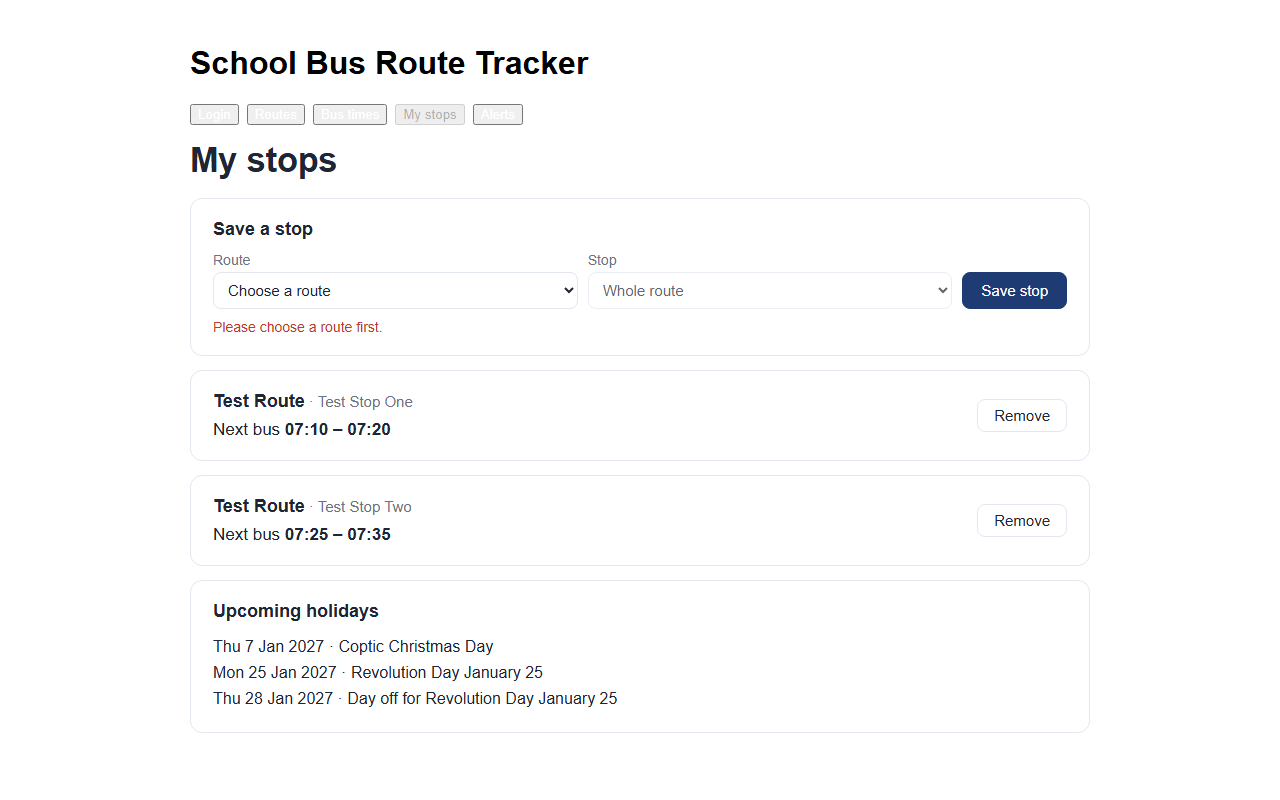 School Bus Route Tracker
Login Routes Bus times My stops Alerts
My stops
Save a stop
Route Stop
Choose a route Whole route Save stop
Please choose a route first.
Test Route · Test Stop One
Next bus 07:10 – 07:20
Remove
Test Route · Test Stop Two
Next bus 07:25 – 07:35
Remove
Upcoming holidays
Thu 7 Jan 2027 · Coptic Christmas Day
Mon 25 Jan 2027 · Revolution Day January 25
Thu 28 Jan 2027 · Day off for Revolution Day January 25